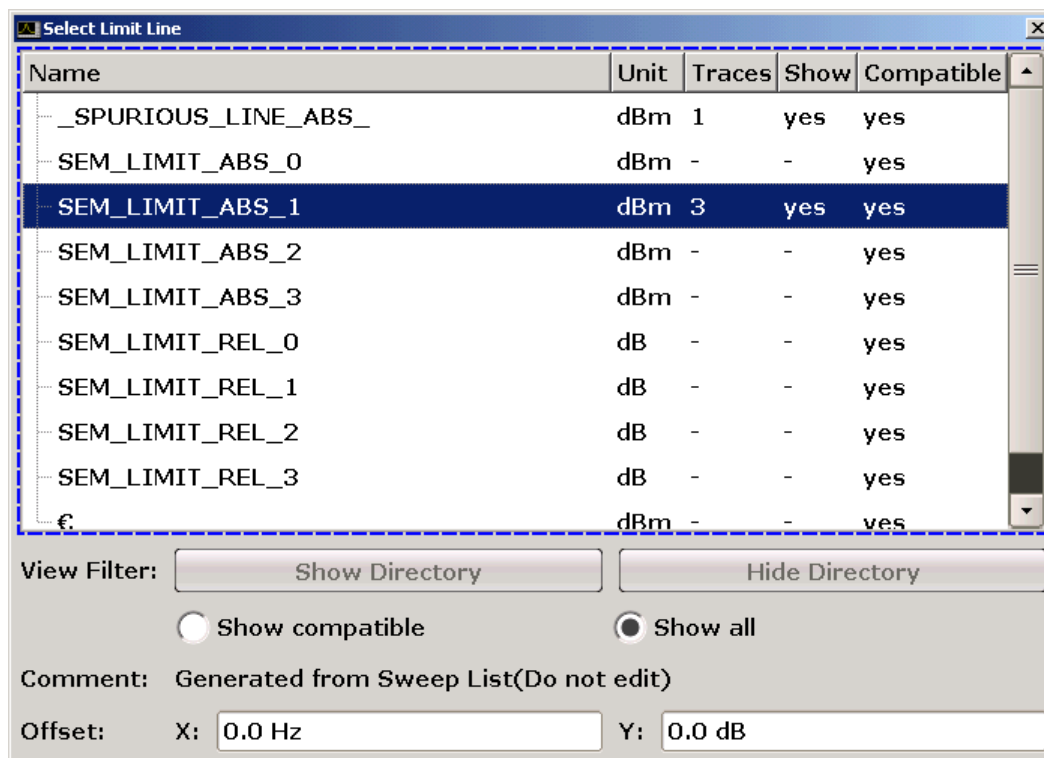 Select Limit Line
Name Unit Traces Show Compatible
_SPURIOUS_LINE_ABS_ dBm 1 yes yes
SEM_LIMIT_ABS_0 dBm - - yes
SEM_LIMIT_ABS_1 dBm 3 yes yes
SEM_LIMIT_ABS_2 dBm - - yes
SEM_LIMIT_ABS_3 dBm - - yes
SEM_LIMIT_REL_0 dB - - yes
SEM_LIMIT_REL_1 dB - - yes
SEM_LIMIT_REL_2 dB - - yes
SEM_LIMIT_REL_3 dB - - yes
dBm - - yes
View Filter: Show Directory Hide Directory
Show compatible Show all
Comment: Generated from Sweep List(Do not edit)
Offset: X: 0.0 Hz Y: 0.0 dB